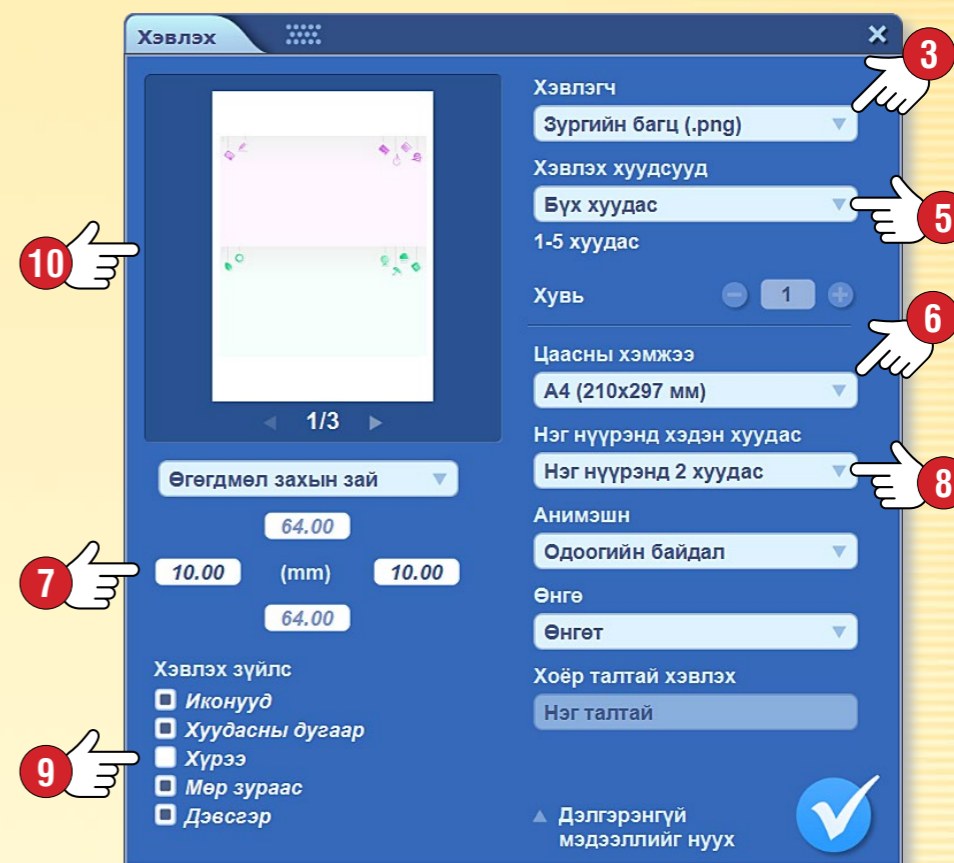 Хэвлэх
3
Хэвлэгч
Зургийн багц (.png)
Хэвлэх хуудсууд
Бүх хуудас
5
1-5 хуудас
10
Хувь
1
6
Цаасны хэмжээ
A4 (210x297 мм)
1/3
Нэг нүүрэнд хэдэн хуудас
Өгөгдмөл захын зай
Нэг нүүрэнд 2 хуудас
8
64.00
Анимэшн
7
10.00
(mm)
10.00
Одоогийн байдал
64.00
Өнгө
Өнгөт
Хэвлэх зүйлс
Хоёр талтай хэвлэх
Иконууд
Нэг талтай
Хуудасны дугаар
9
Хүрээ
Мөр зураас
Дэвсгэр
Дэлгэрэнгүй
мэдээллийг нуух